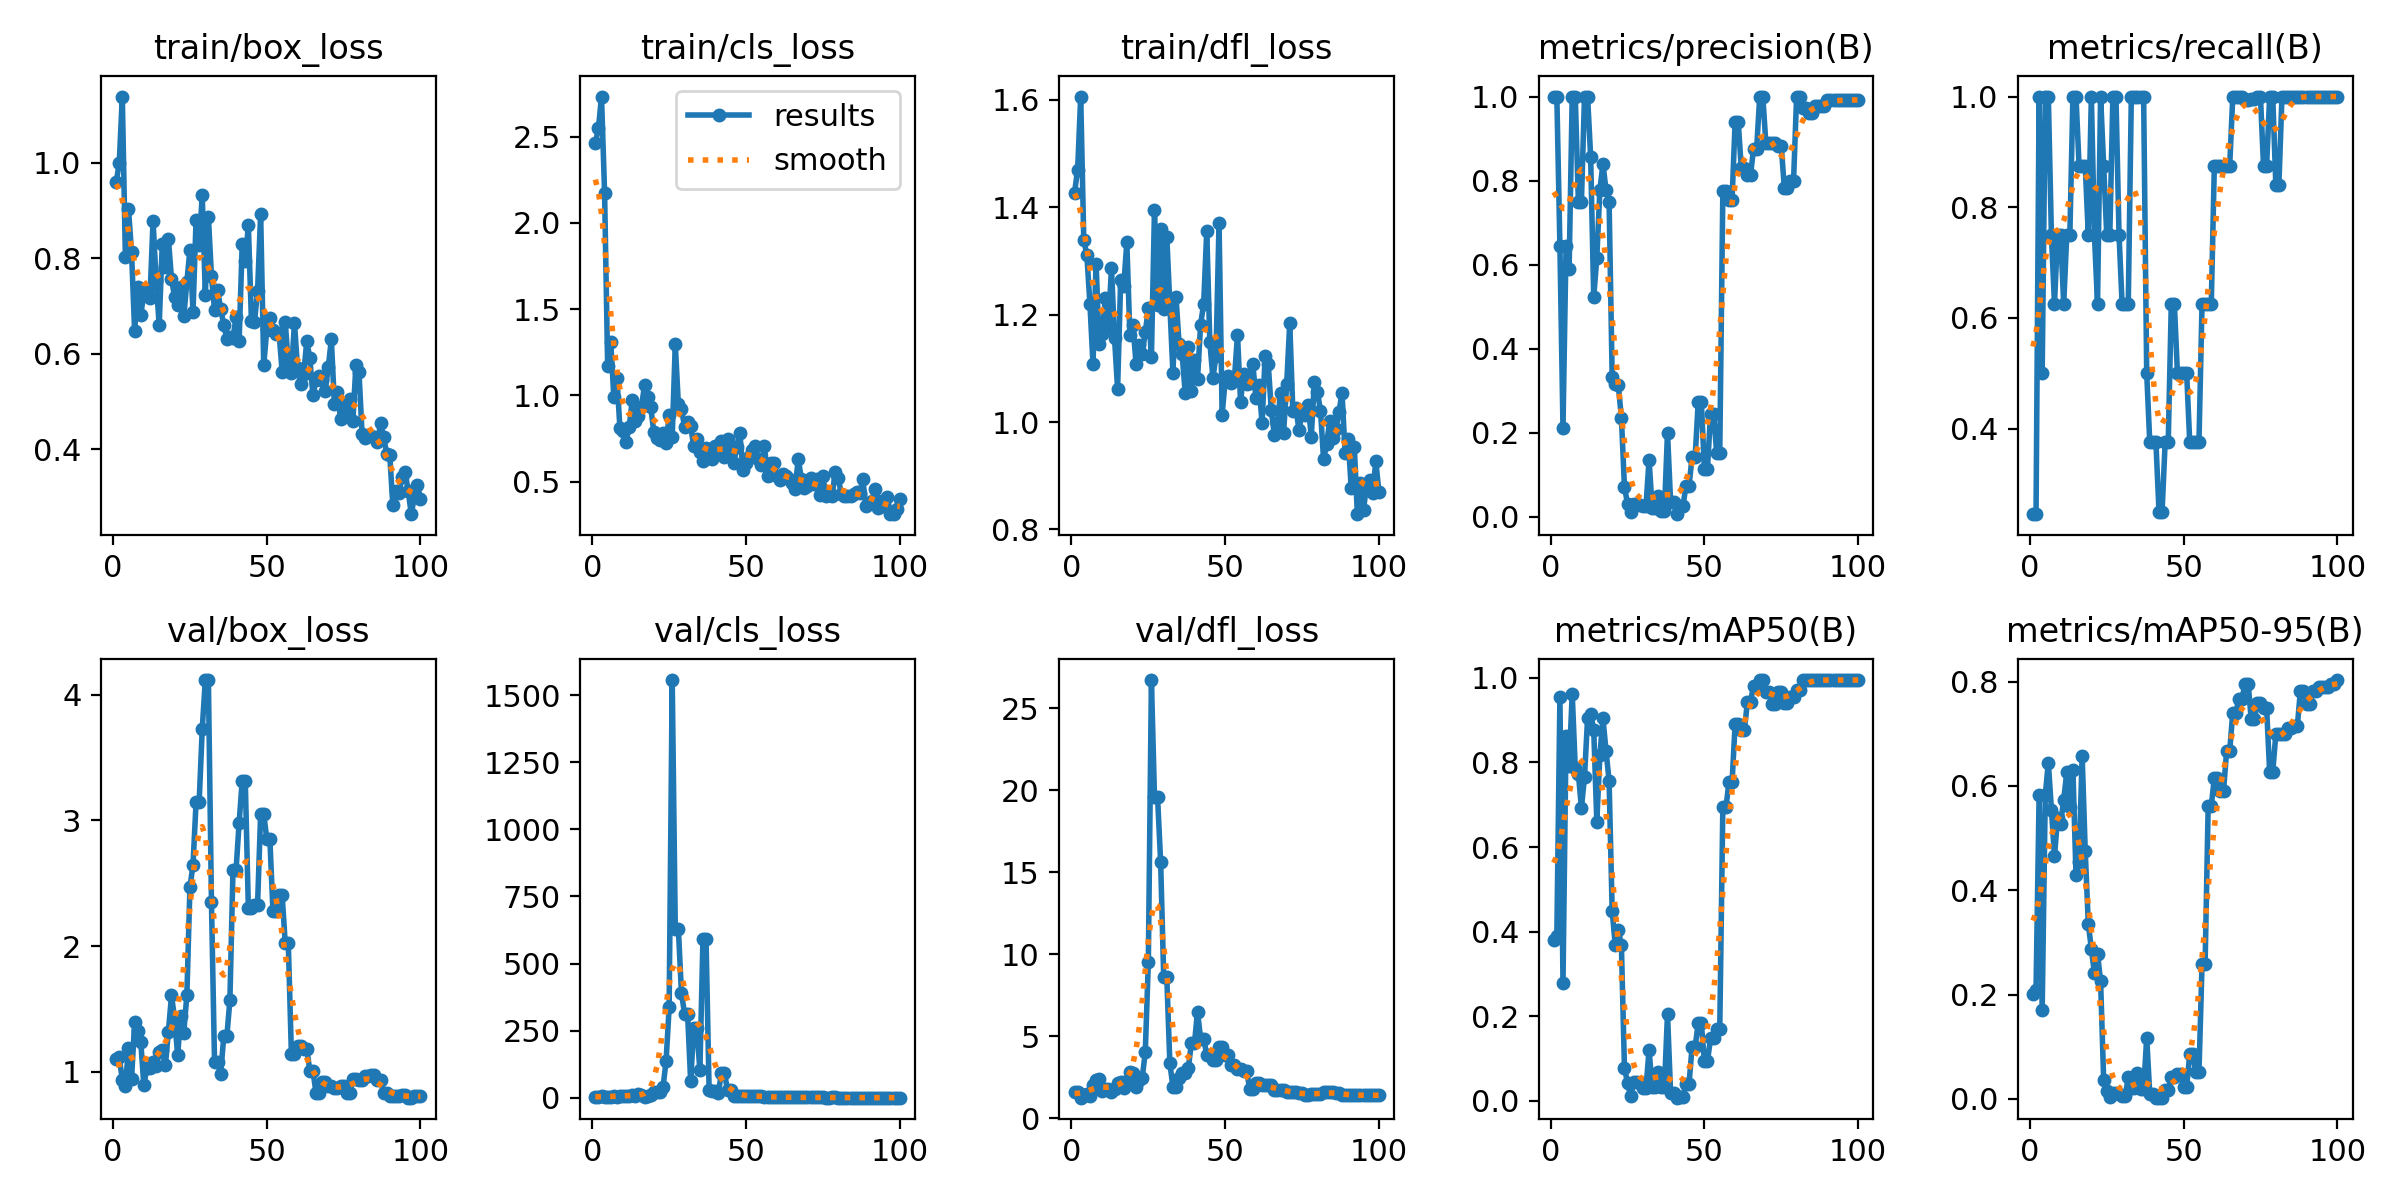 train/box_loss
train/cls_loss
train/dfl_loss
metrics/precision(B)
metrics/recall(B)
1.0
0.8
0.6
0.4
0 50 100
2.5
2.0
1.5
1.0
0.5
0 50 100
results
smooth
1.6
1.4
1.2
1.0
0.8
0 50 100
1.0
0.8
0.6
0.4
0.2
0.0
0 50 100
1.0
0.8
0.6
0.4
0 50 100
val/box_loss
val/cls_loss
val/dfl_loss
metrics/mAP50(B)
metrics/mAP50-95(B)
4
3
2
1
0 50 100
1500
1250
1000
750
500
250
0
0 50 100
25
20
15
10
5
0
0 50 100
1.0
0.8
0.6
0.4
0.2
0.0
0 50 100
0.8
0.6
0.4
0.2
0.0
0 50 100